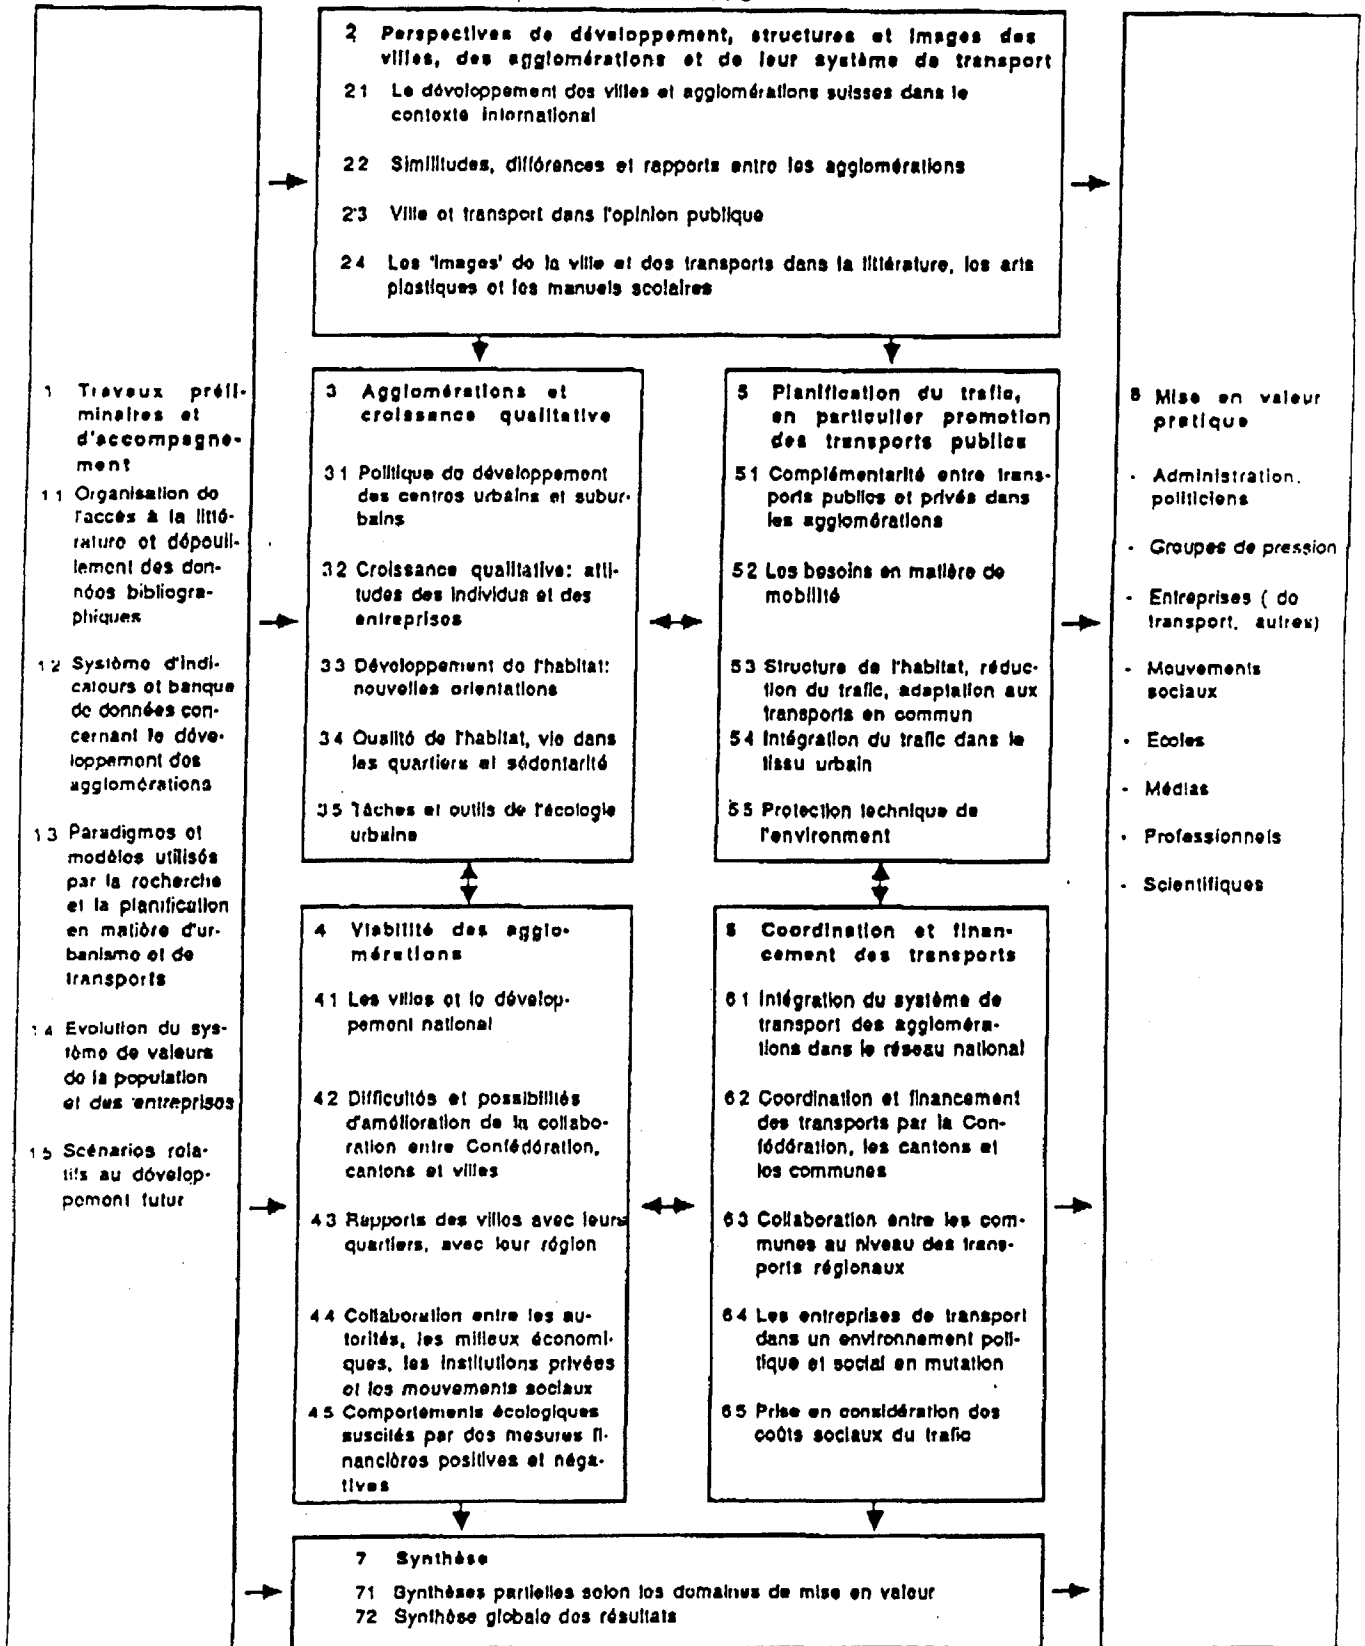 2 Perspectives de développement, structures et images des
villes, des agglomérations et de leur système de transport
21 Le développement des villes et agglomérations suisses dans le
contexte international
22 Similitudes, différences et rapports entre les agglomérations
23 Ville et transport dans l'opinion publique
24 Les 'images' de la ville et des transports dans la littérature, les arts
plastiques et les manuels scolaires
1 Travaux préli-
minaires et
d'accompagne-
ment
11 Organisation de
l'accès à la litté-
rature et dépouil-
lement des don-
nées bibliogra-
phiques
12 Système d'indi-
cateurs et banque
de données con-
cernant le déve-
loppement des
agglomérations
13 Paradigmes et
modèles utilisés
par la recherche
et la planification
en matière d'ur-
banisme et de
transports
14 Evolution du sys-
tème de valeurs
de la population
et des entreprises
15 Scénarios rela-
tifs au dévelop-
pement futur
3 Agglomérations et
croissance qualitative
31 Politique de développement
des centres urbains et subur-
bains
32 Croissance qualitative: atti-
tudes des individus et des
entreprises
33 Développement de l'habitat:
nouvelles orientations
34 Qualité de l'habitat, vie dans
les quartiers et sédentarité
35 Tâches et outils de l'écologie
urbaine
5 Planification du trafic,
en particulier promotion
des transports publics
51 Complémentarité entre trans-
ports publics et privés dans
les agglomérations
52 Les besoins en matière de
mobilité
53 Structure de l'habitat, réduc-
tion du trafic, adaptation aux
transports en commun
54 Intégration du trafic dans le
tissu urbain
55 Protection technique de
l'environment
4 Viabilité des agglo-
mérations
41 Les villes et le dévelop-
pement national
42 Difficultés et possibilités
d'amélioration de la collabo-
ration entre Confédération,
cantons et villes
43 Rapports des villes avec leurs
quartiers, avec leur région
44 Collaboration entre les au-
torités, les milieux économi-
ques, les institutions privées
et les mouvements sociaux
45 Comportements écologiques
suscités par des mesures fi-
nancières positives et néga-
tives
6 Coordination et finan-
cement des transports
61 Intégration du système de
transport des aggloméra-
tions dans le réseau national
62 Coordination et financement
des transports par la Con-
fédération, les cantons et
les communes
63 Collaboration entre les com-
munes au niveau des trans-
ports régionaux
64 Les entreprises de transport
dans un environnement poli-
tique et social en mutation
65 Prise en considération des
coûts sociaux du trafic
7 Synthèse
71 Synthèses partielles selon les domaines de mise en valeur
72 Synthèse globale des résultats
8 Mise en valeur
pratique
- Administration,
politiciens
- Groupes de pression
- Entreprises ( de
transport, autres)
- Mouvements
sociaux
- Ecoles
- Médias
- Professionnels
- Scientifiques